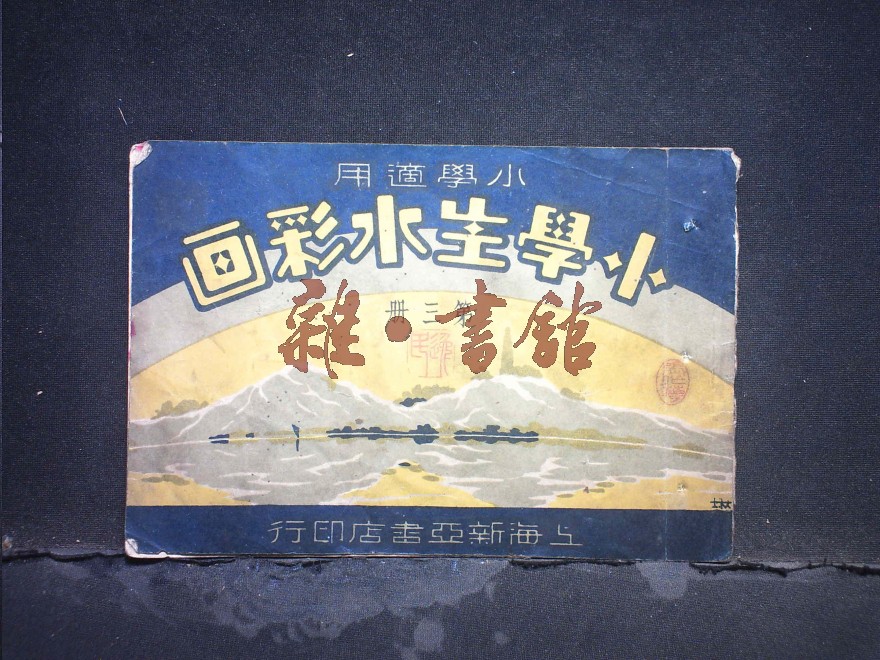 小學適用
小學生水彩画
第三冊
雜·書館
上海新亞書店印行